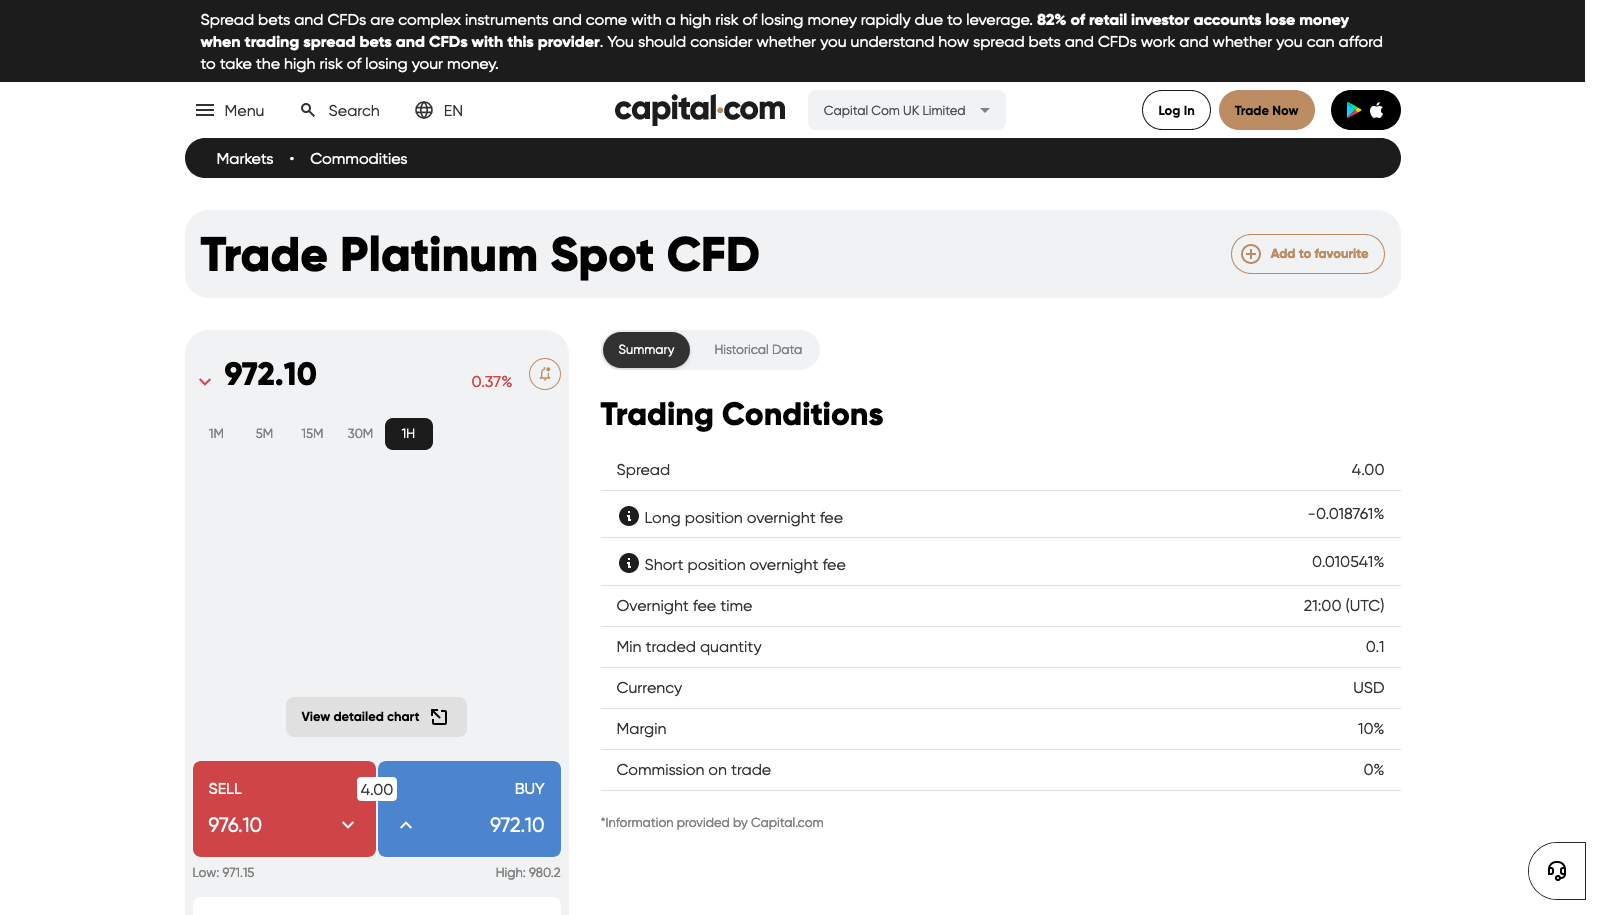 Spread bets and CFDs are complex instruments and come with a high risk of losing money rapidly due to leverage. 82% of retail investor accounts lose money
when trading spread bets and CFDs with this provider. You should consider whether you understand how spread bets and CFDs work and whether you can afford
to take the high risk of losing your money.
Menu Search EN capital.com Capital Com UK Limited Log In Trade Now
Markets • Commodities
Trade Platinum Spot CFD
Add to favourite
972.10
0.37%
1M 5M 15M 30M 1H
View detailed chart
SELL 4.00 BUY
976.10 972.10
Low: 971.15 High: 980.2
Summary Historical Data
Trading Conditions
Spread 4.00
Long position overnight fee -0.018761%
Short position overnight fee 0.010541%
Overnight fee time 21:00 (UTC)
Min traded quantity 0.1
Currency USD
Margin 10%
Commission on trade 0%
*Information provided by Capital.com